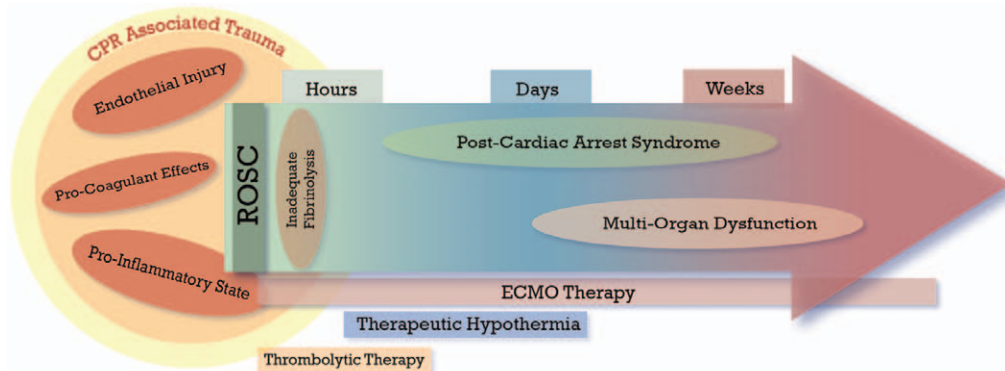 CPR Associated Trauma
Endothelial Injury
Pro-Coagulant Effects
Pro-Inflammatory State
ROSC
Hours
Days
Weeks
Inadequate
Fibrinolysis
Post-Cardiac Arrest Syndrome
Multi-Organ Dysfunction
ECMO Therapy
Therapeutic Hypothermia
Thrombolytic Therapy